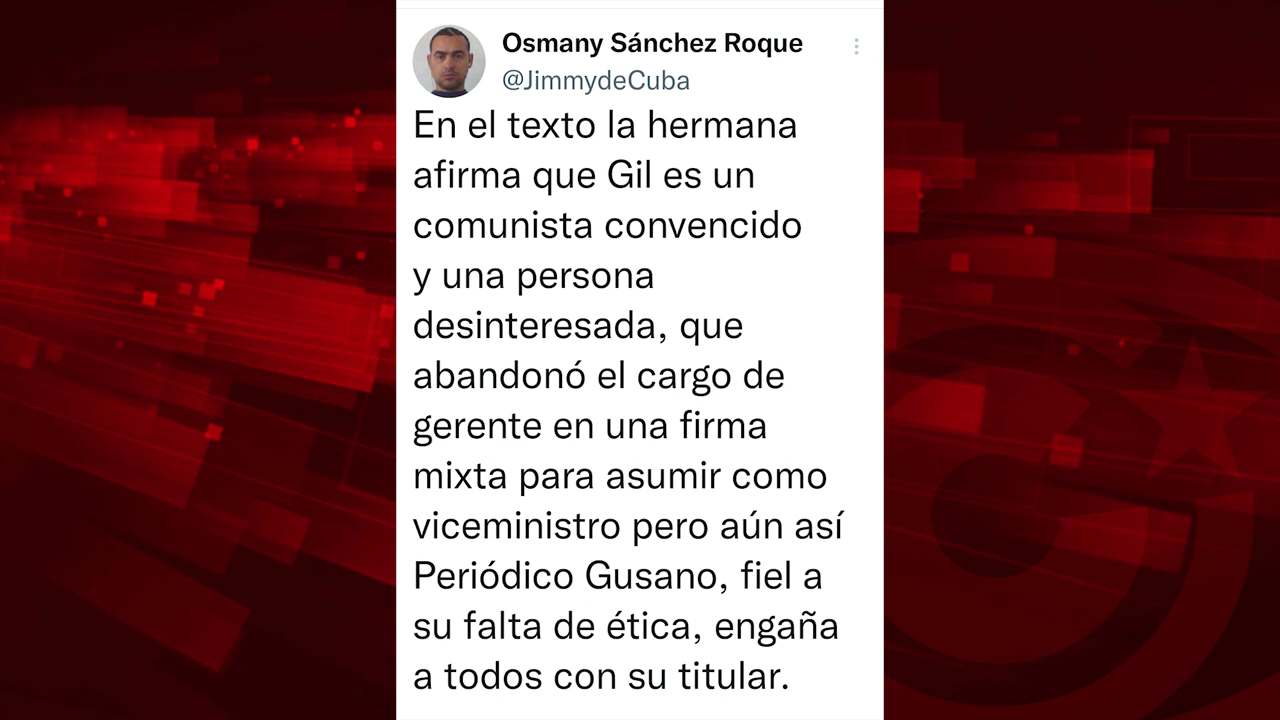 Osmany Sánchez Roque
@JimmydeCuba
En el texto la hermana
afirma que Gil es un
comunista convencido
y una persona
desinteresada, que
abandonó el cargo de
gerente en una firma
mixta para asumir como
viceministro pero aún así
Periódico Gusano, fiel a
su falta de ética, engaña
a todos con su titular.